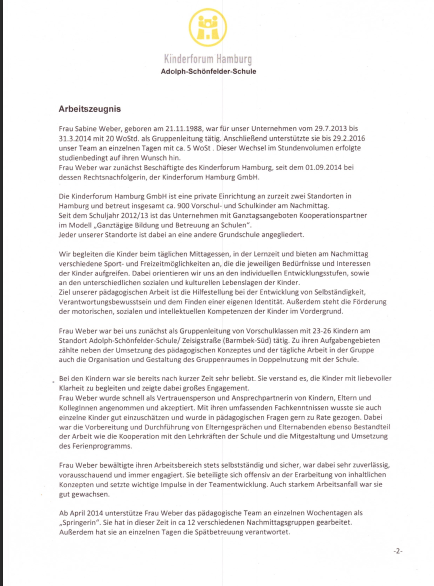 Kinderforum Hamburg
Adolph-Schönfelder-Schule
Arbeitszeugnis
Frau Sabine Weber, geboren am 21.11.1988, war für unser Unternehmen vom 29.7.2013 bis
31.3.2014 mit 20 WoStd. als Gruppenleitung tätig. Anschließend unterstützte sie bis 29.2.2016
unser Team an einzelnen Tagen mit ca. 5 WoSt . Dieser Wechsel im Stundenvolumen erfolgte
studienbedingt auf ihren Wunsch hin.
Frau Weber war zunächst Beschäftigte des Kinderforum Hamburg, seit dem 01.09.2014 bei
dessen Rechtsnachfolgerin, der Kinderforum Hamburg GmbH.
Die Kinderforum Hamburg GmbH ist eine private Einrichtung an zurzeit zwei Standorten in
Hamburg und betreut insgesamt ca. 900 Vorschul- und Schulkinder am Nachmittag.
Seit dem Schuljahr 2012/13 ist das Unternehmen mit Ganztagsangeboten Kooperationspartner
im Modell „Ganztägige Bildung und Betreuung an Schulen“.
Jeder unserer Standorte ist dabei an eine andere Grundschule angegliedert.
Wir begleiten die Kinder beim täglichen Mittagessen, in der Lernzeit und bieten am Nachmittag
verschiedene Sport- und Freizeitmöglichkeiten an, die die jeweiligen Bedürfnisse und Interessen
der Kinder aufgreifen. Dabei orientieren wir uns an den individuellen Entwicklungsstufen, sowie
an den unterschiedlichen sozialen und kulturellen Lebenslagen der Kinder.
Ziel unserer pädagogischen Arbeit ist die Hilfestellung bei der Entwicklung von Selbständigkeit,
Verantwortungsbewusstsein und dem Finden einer eigenen Identität. Außerdem steht die Förderung
der motorischen, sozialen und intellektuellen Kompetenzen der Kinder im Vordergrund.
Frau Weber war bei uns zunächst als Gruppenleitung von Vorschulklassen mit 23-26 Kindern am
Standort Adolph-Schönfelder-Schule/ Zeisigstraße (Barmbek-Süd) tätig. Zu ihren Aufgabengebieten
zählte neben der Umsetzung des pädagogischen Konzeptes und der tägliche Arbeit in der Gruppe
auch die Organisation und Gestaltung des Gruppenraumes in Doppelnutzung mit der Schule.
Bei den Kindern war sie bereits nach kurzer Zeit sehr beliebt. Sie verstand es, die Kinder mit liebevoller
Klarheit zu begleiten und zeigte dabei großes Engagement.
Frau Weber wurde schnell als Vertrauensperson und Ansprechpartnerin von Kindern, Eltern und
KollegInnen angenommen und akzeptiert. Mit ihren umfassenden Fachkenntnissen wusste sie auch
einzelne Kinder gut einzuschätzen und wurde in pädagogischen Fragen gern zu Rate gezogen. Dabei
war die Vorbereitung und Durchführung von Elterngesprächen und Elternabenden ebenso Bestandteil
der Arbeit wie die Kooperation mit den Lehrkräften der Schule und die Mitgestaltung und Umsetzung
des Ferienprogramms.
Frau Weber bewältigte ihren Arbeitsbereich stets selbstständig und sicher, war dabei sehr zuverlässig,
vorausschauend und immer engagiert. Sie beteiligte sich offensiv an der Erarbeitung von inhaltlichen
Konzepten und setzte wichtige Impulse in der Teamentwicklung. Auch starkem Arbeitsanfall war sie
gut gewachsen.
Ab April 2014 unterstütze Frau Weber das pädagogische Team an einzelnen Wochentagen als
„Springerin“. Sie hat in dieser Zeit in ca 12 verschiedenen Nachmittagsgruppen gearbeitet.
Außerdem hat sie an einzelnen Tagen die Spätbetreuung verantwortet.
-2-